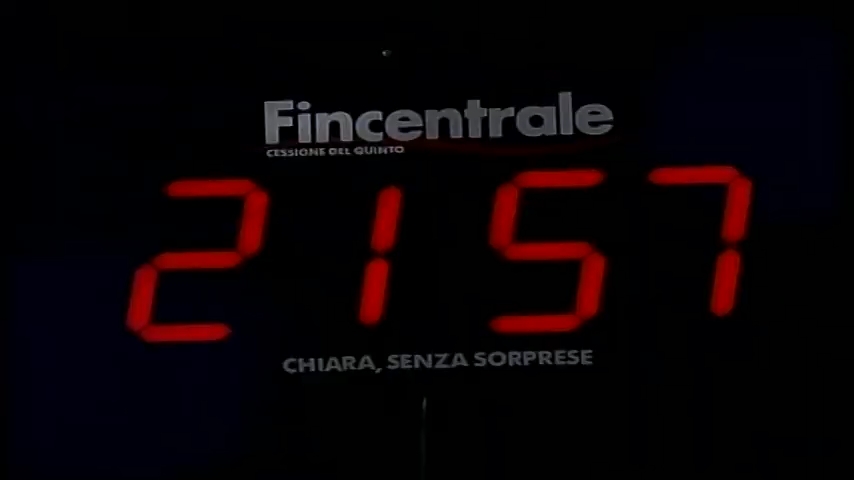 Fincentrale
CESSIONE DEL QUINTO
2157
CHIARA, SENZA SORPRESE